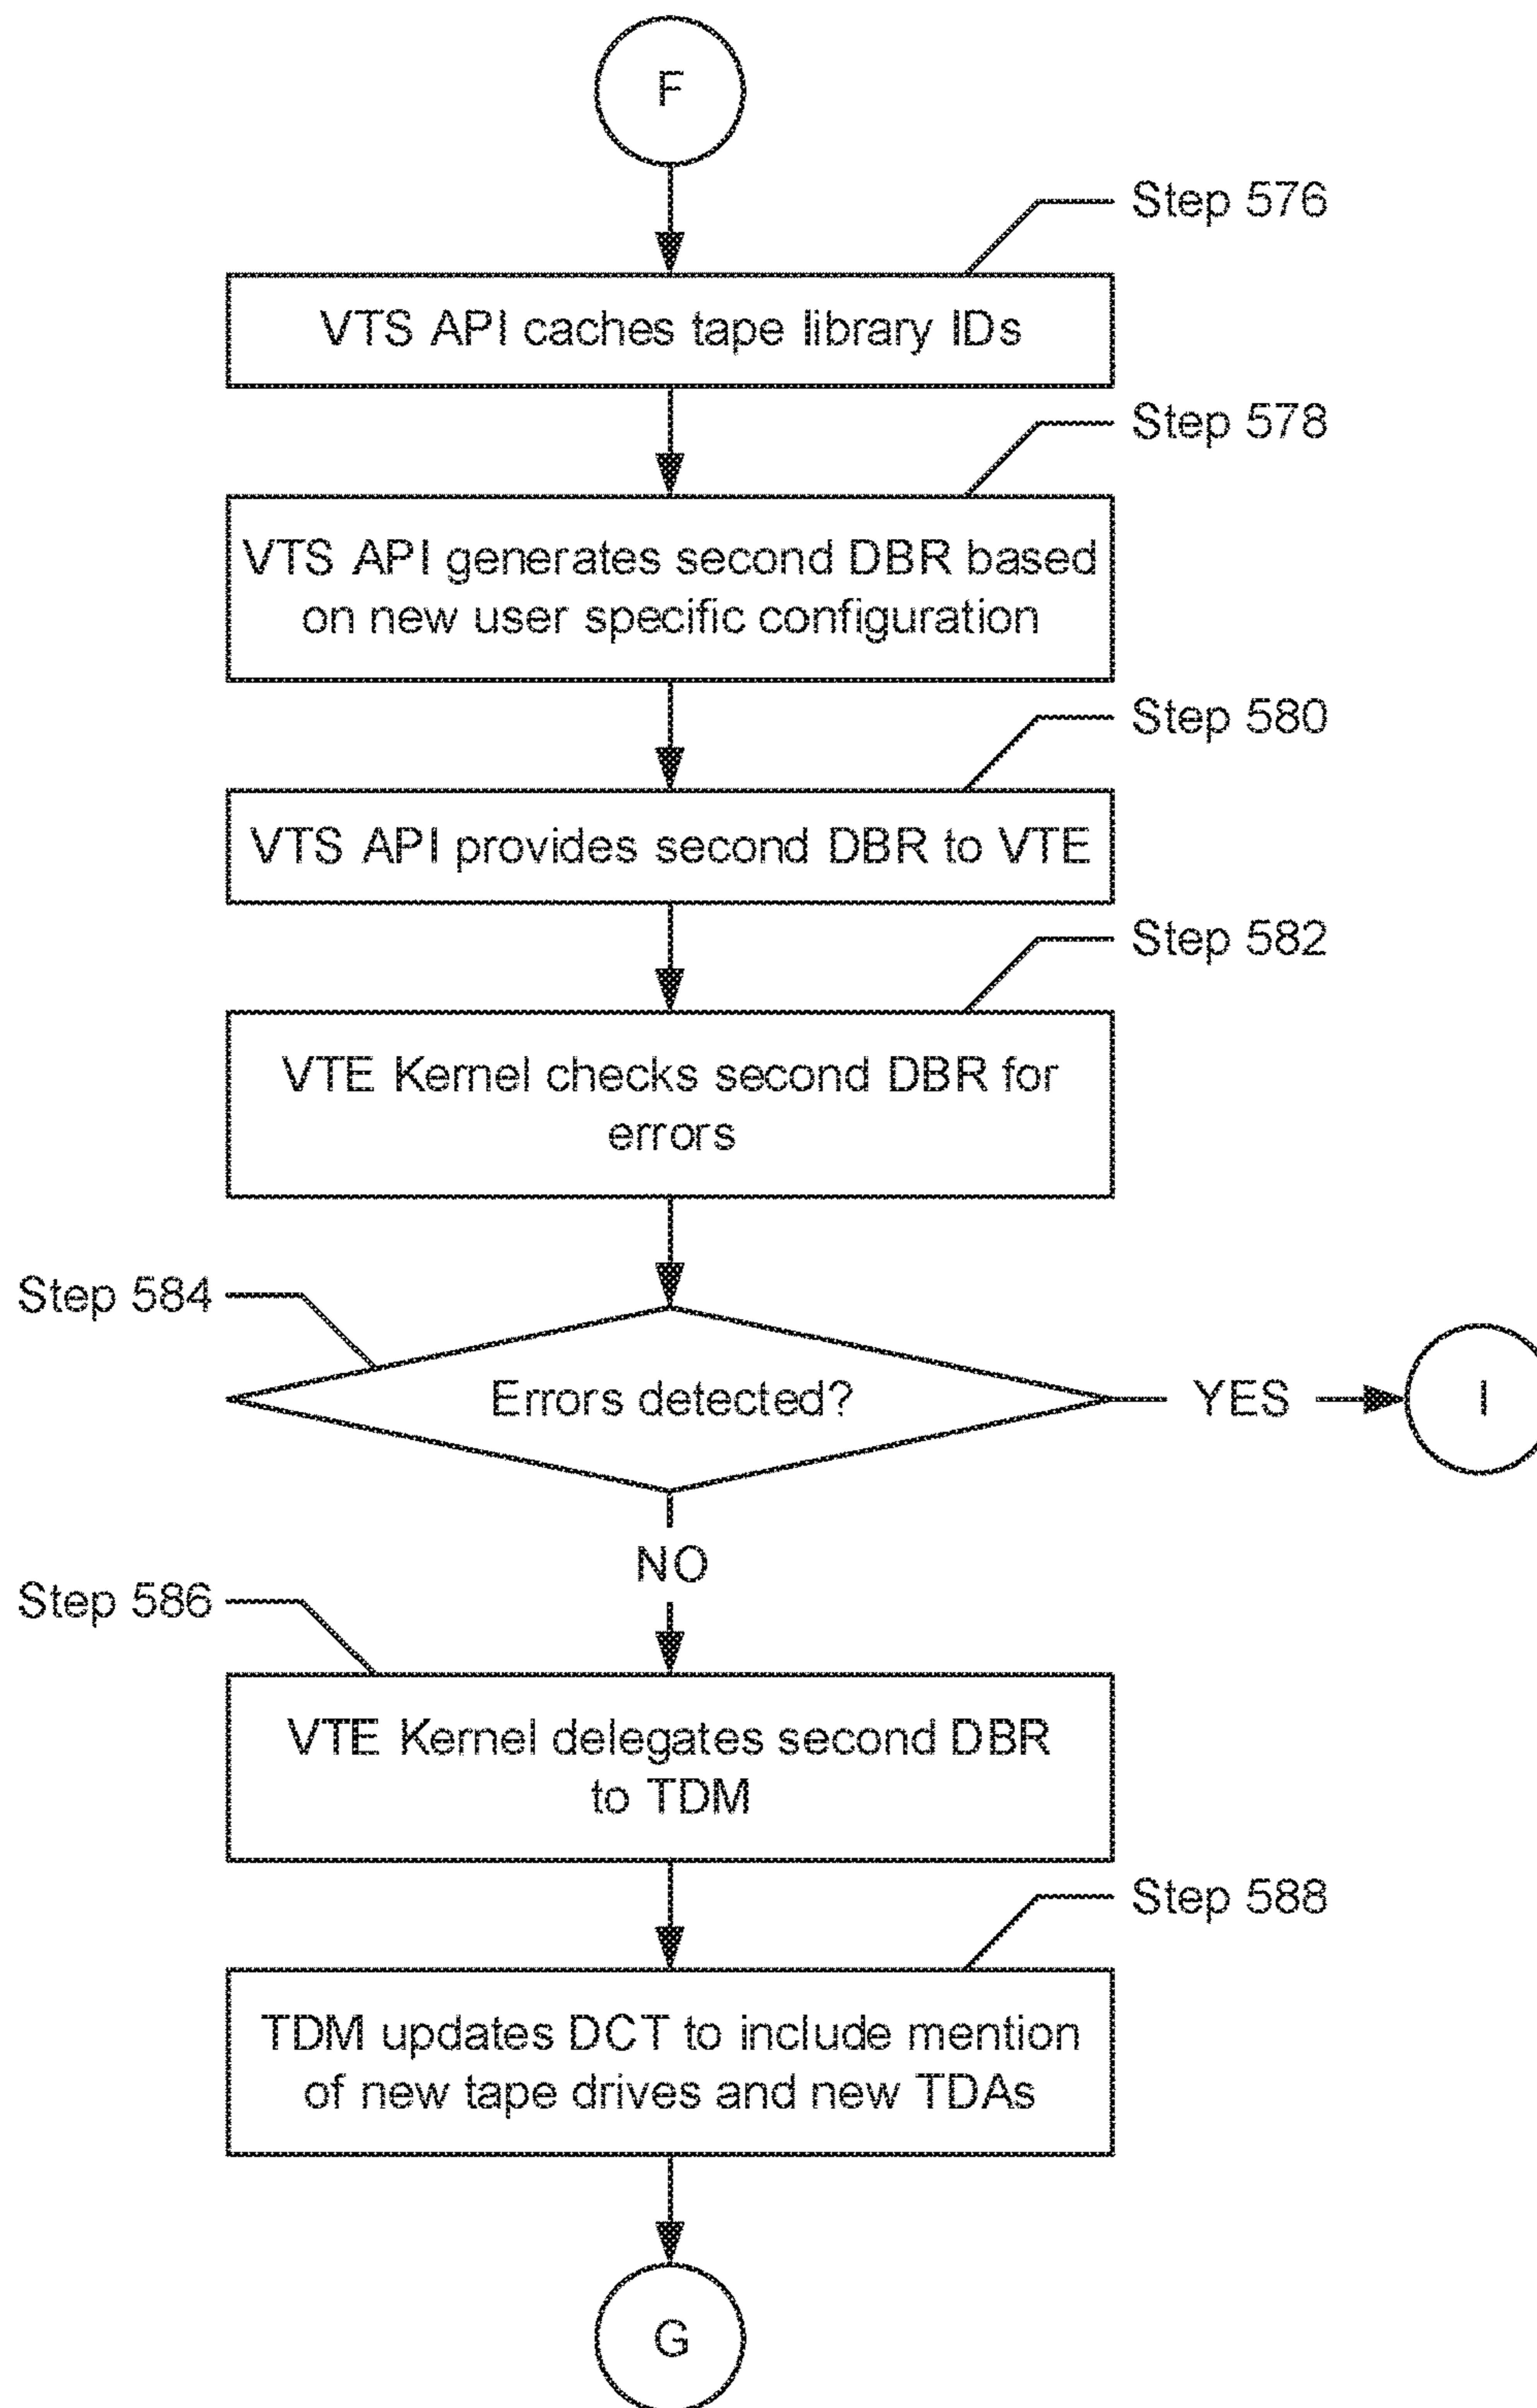 F
Step 576
VTS API caches tape library IDs
Step 578
VTS API generates second DBR based
on new user specific configuration
Step 580
VTS API provides second DBR to VTE
Step 582
VTE Kernel checks second DBR for
errors
Step 584
Errors detected?
YES
I
NO
Step 586
VTE Kernel delegates second DBR
to TDM
Step 588
TDM updates DCT to include mention
of new tape drives and new TDAs
G